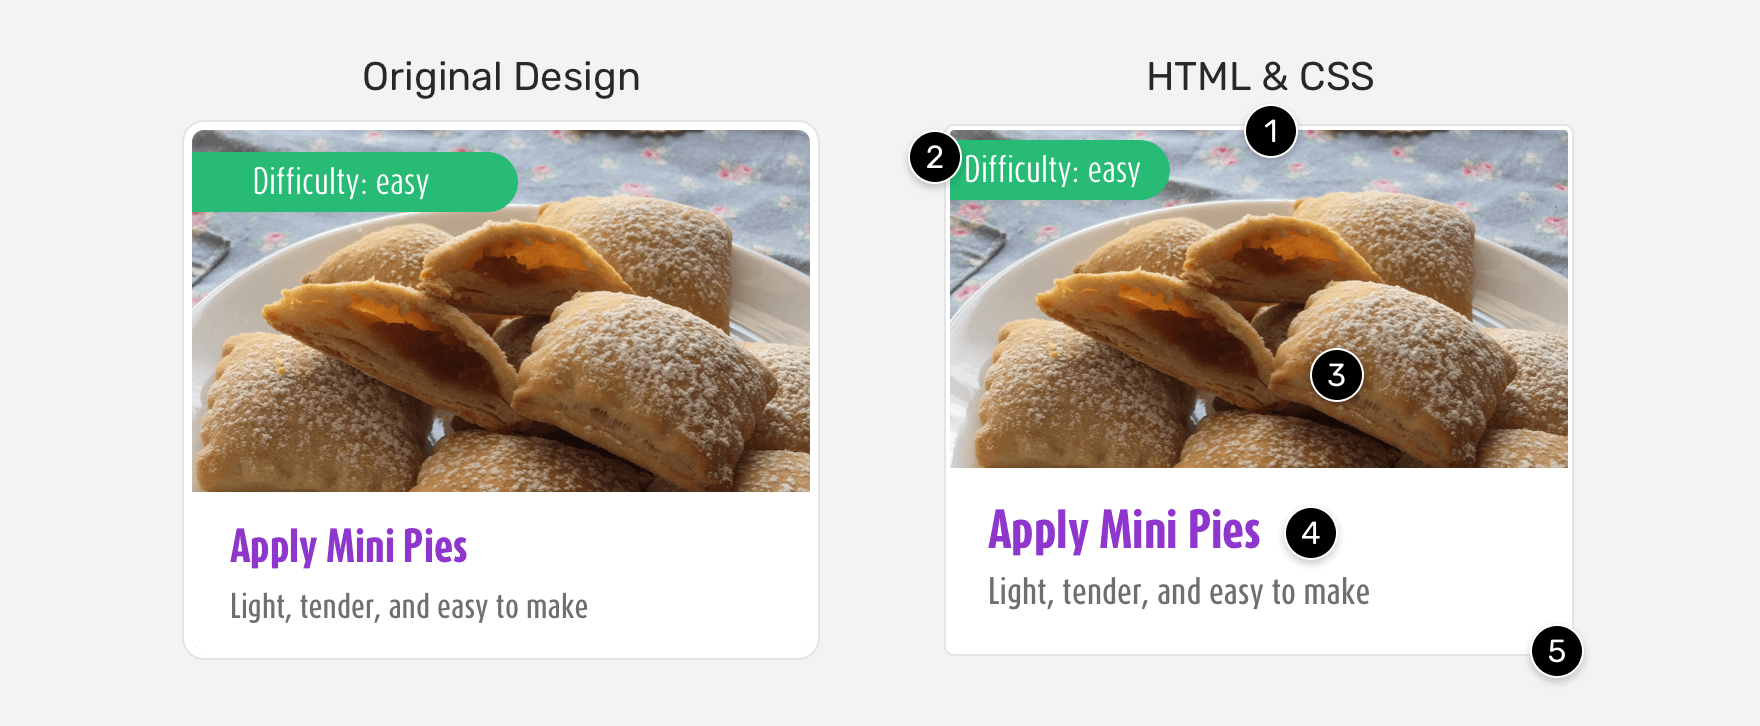 Original Design
HTML & CSS
1
2
Difficulty: easy
Difficulty: easy
3
Apply Mini Pies
Light, tender, and easy to make
Apply Mini Pies
4
Light, tender, and easy to make
5